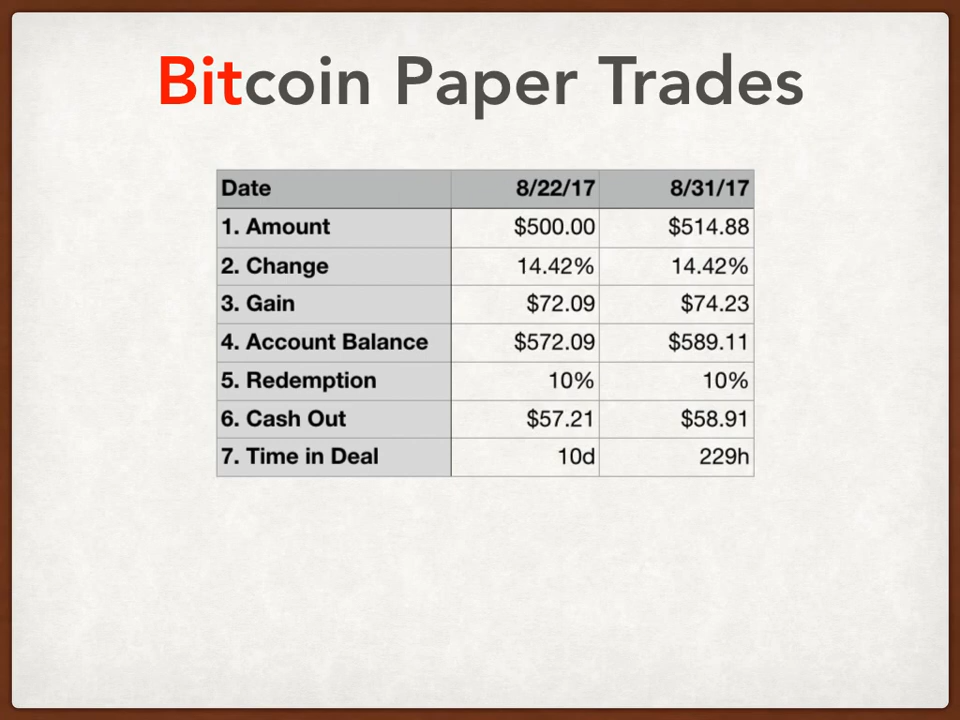 Bitcoin Paper Trades
Date 8/22/17 8/31/17
1. Amount $500.00 $514.88
2. Change 14.42% 14.42%
3. Gain $72.09 $74.23
4. Account Balance $572.09 $589.11
5. Redemption 10% 10%
6. Cash Out $57.21 $58.91
7. Time in Deal 10d 229h